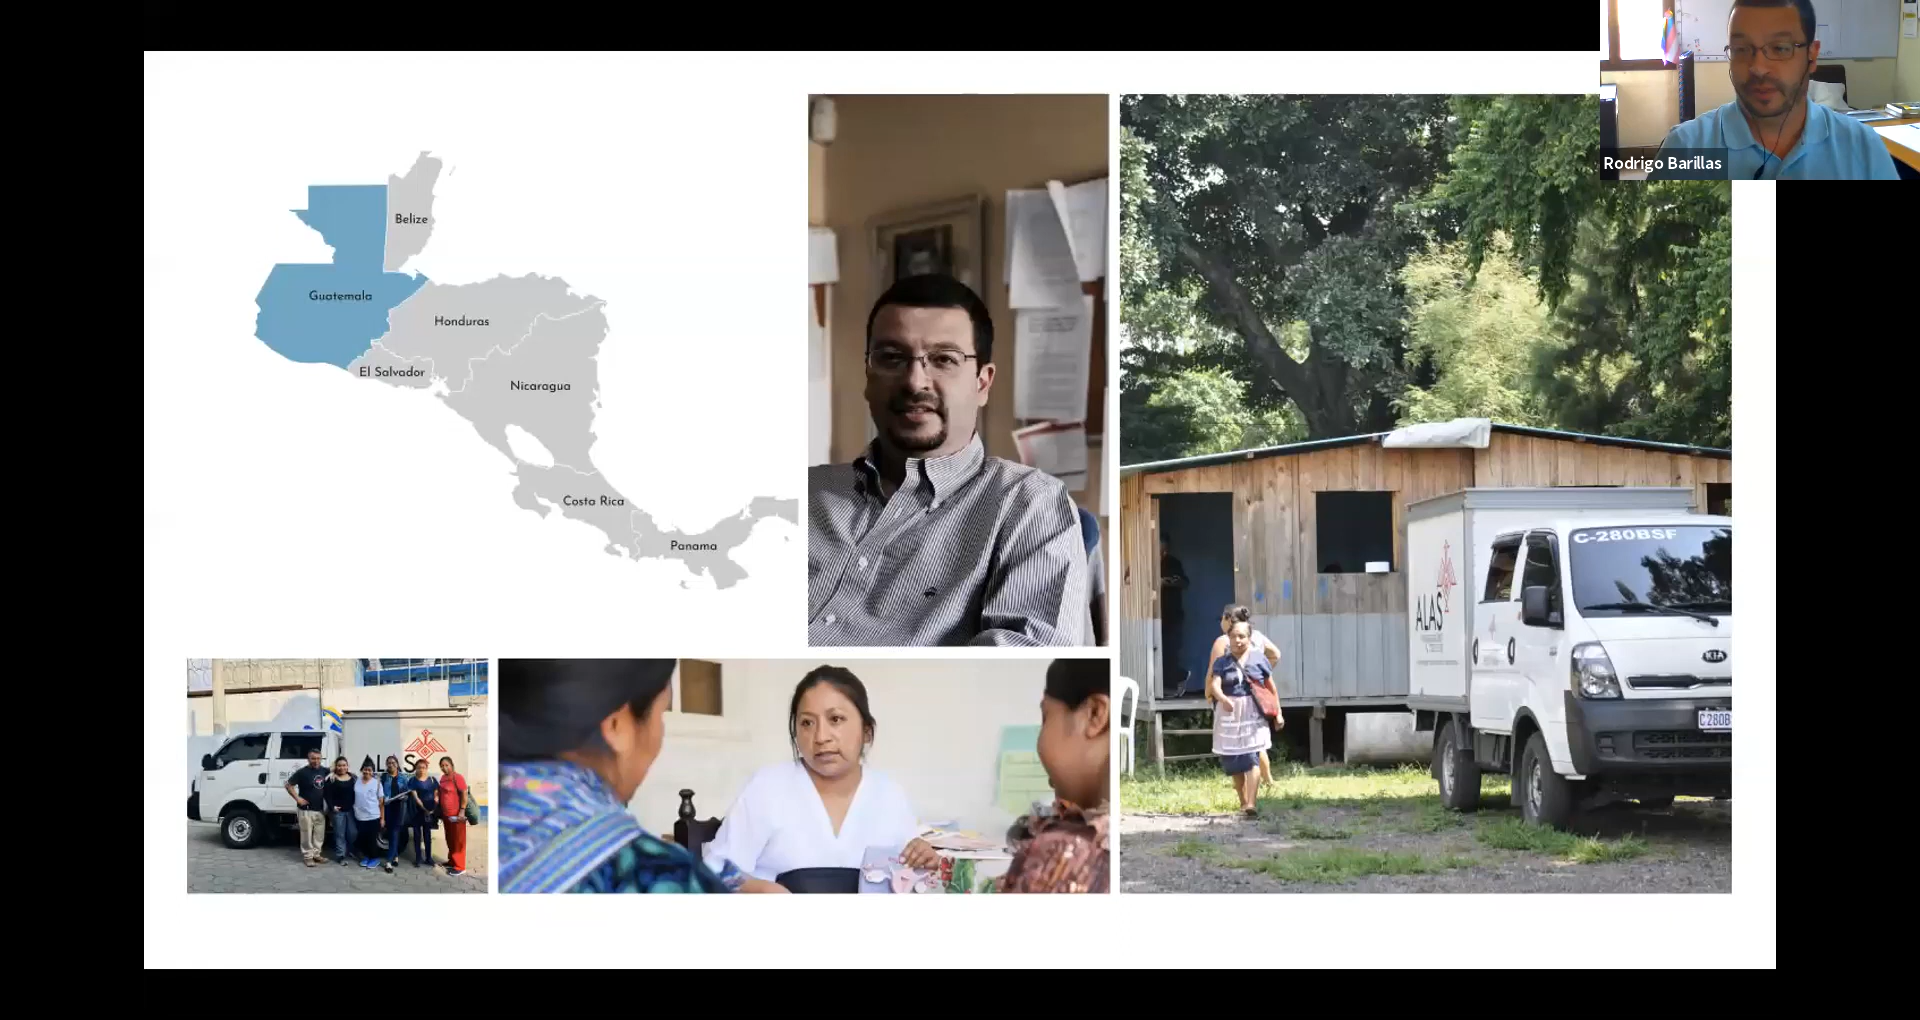 Rodrigo Barillas
Belize
Guatemala
Honduras
El Salvador
Nicaragua
Costa Rica
Panama
C-280BSF
ALAS
KIA
C280B
ALAS